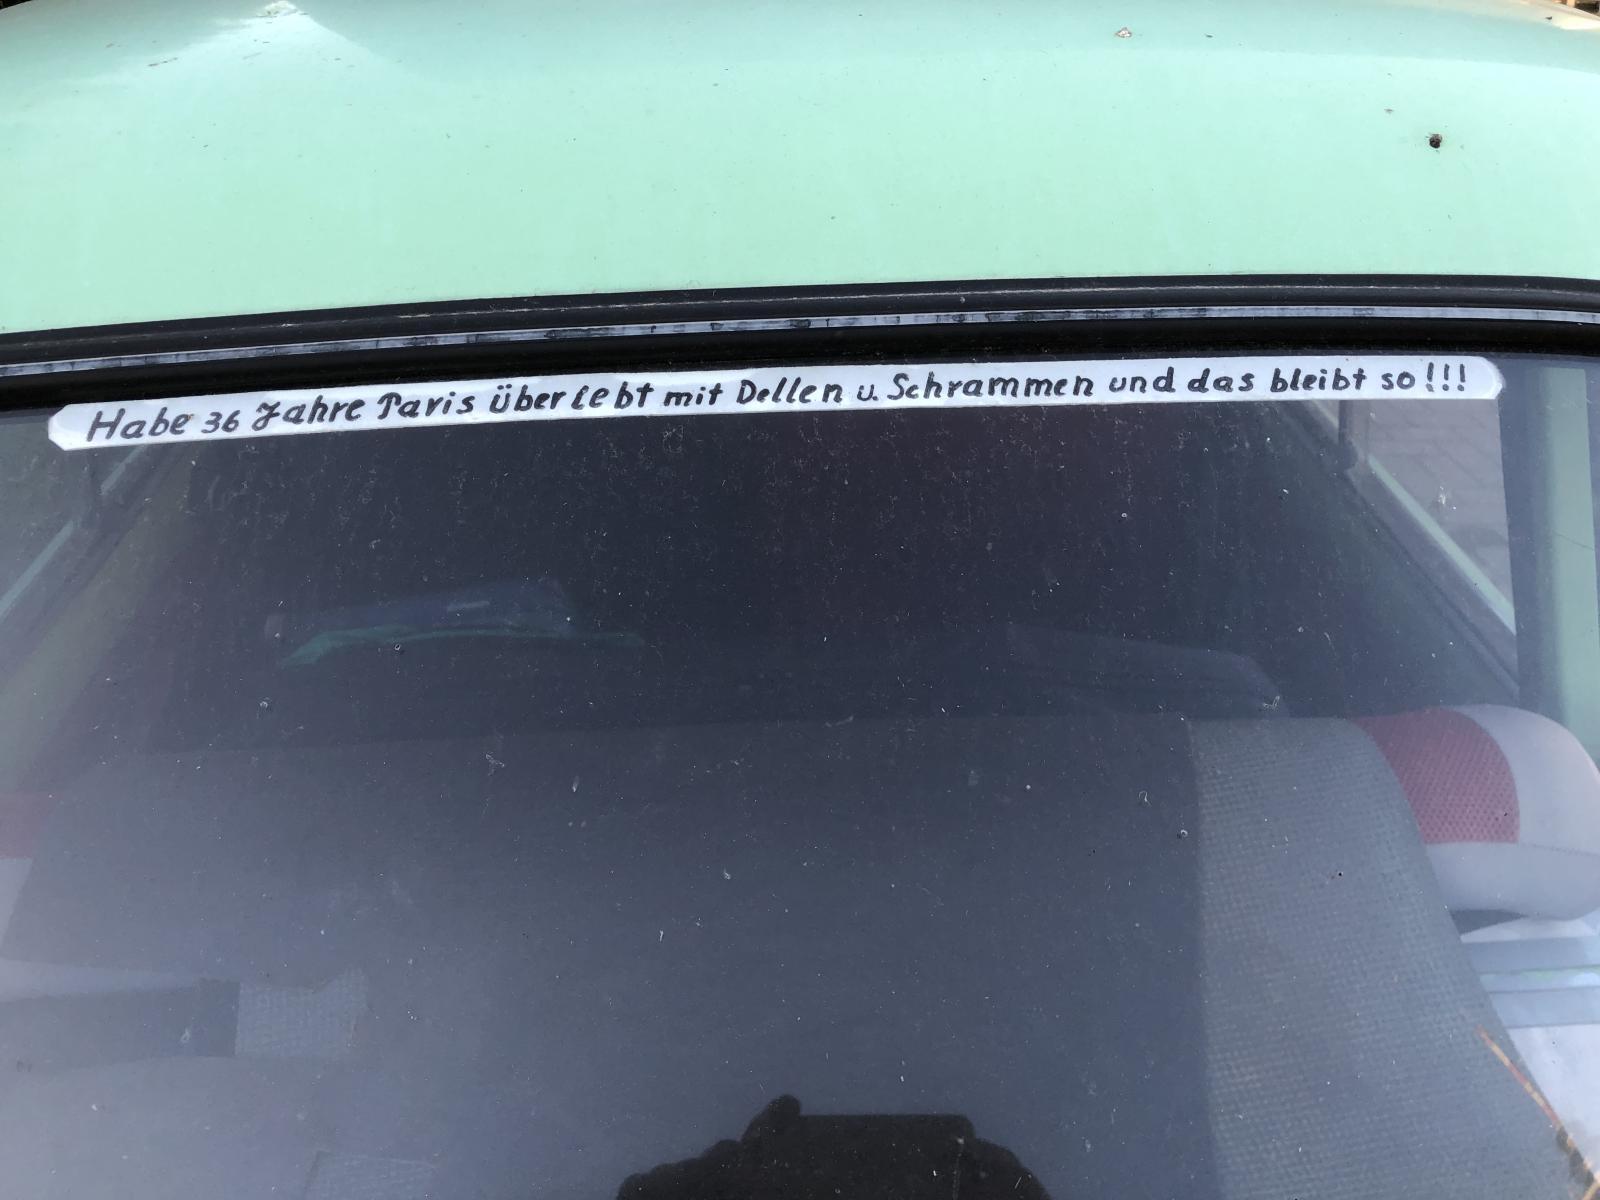 Habe 36 Jahre Paris Überlebt mit Dellen u. Schrammen und das bleibt so!!!